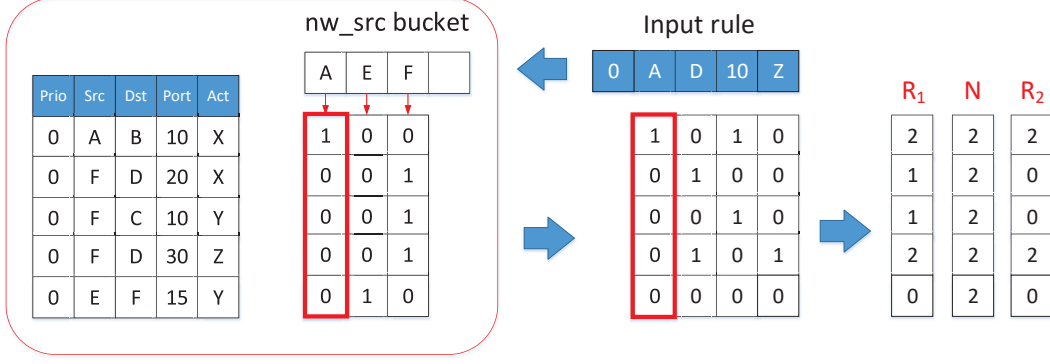 nw_src bucket
Input rule
A E F
0 A D 10 Z
R1 N R2
Prio Src Dst Port Act
0 A B 10 X
0 F D 20 X
0 F C 10 Y
0 F D 30 Z
0 E F 15 Y
1 0 0
0 0 1
0 0 1
0 0 1
0 1 0
1 0 1 0
0 1 0 0
0 0 1 0
0 1 0 1
0 0 0 0
2 2 2
1 2 0
1 2 0
2 2 2
0 2 0